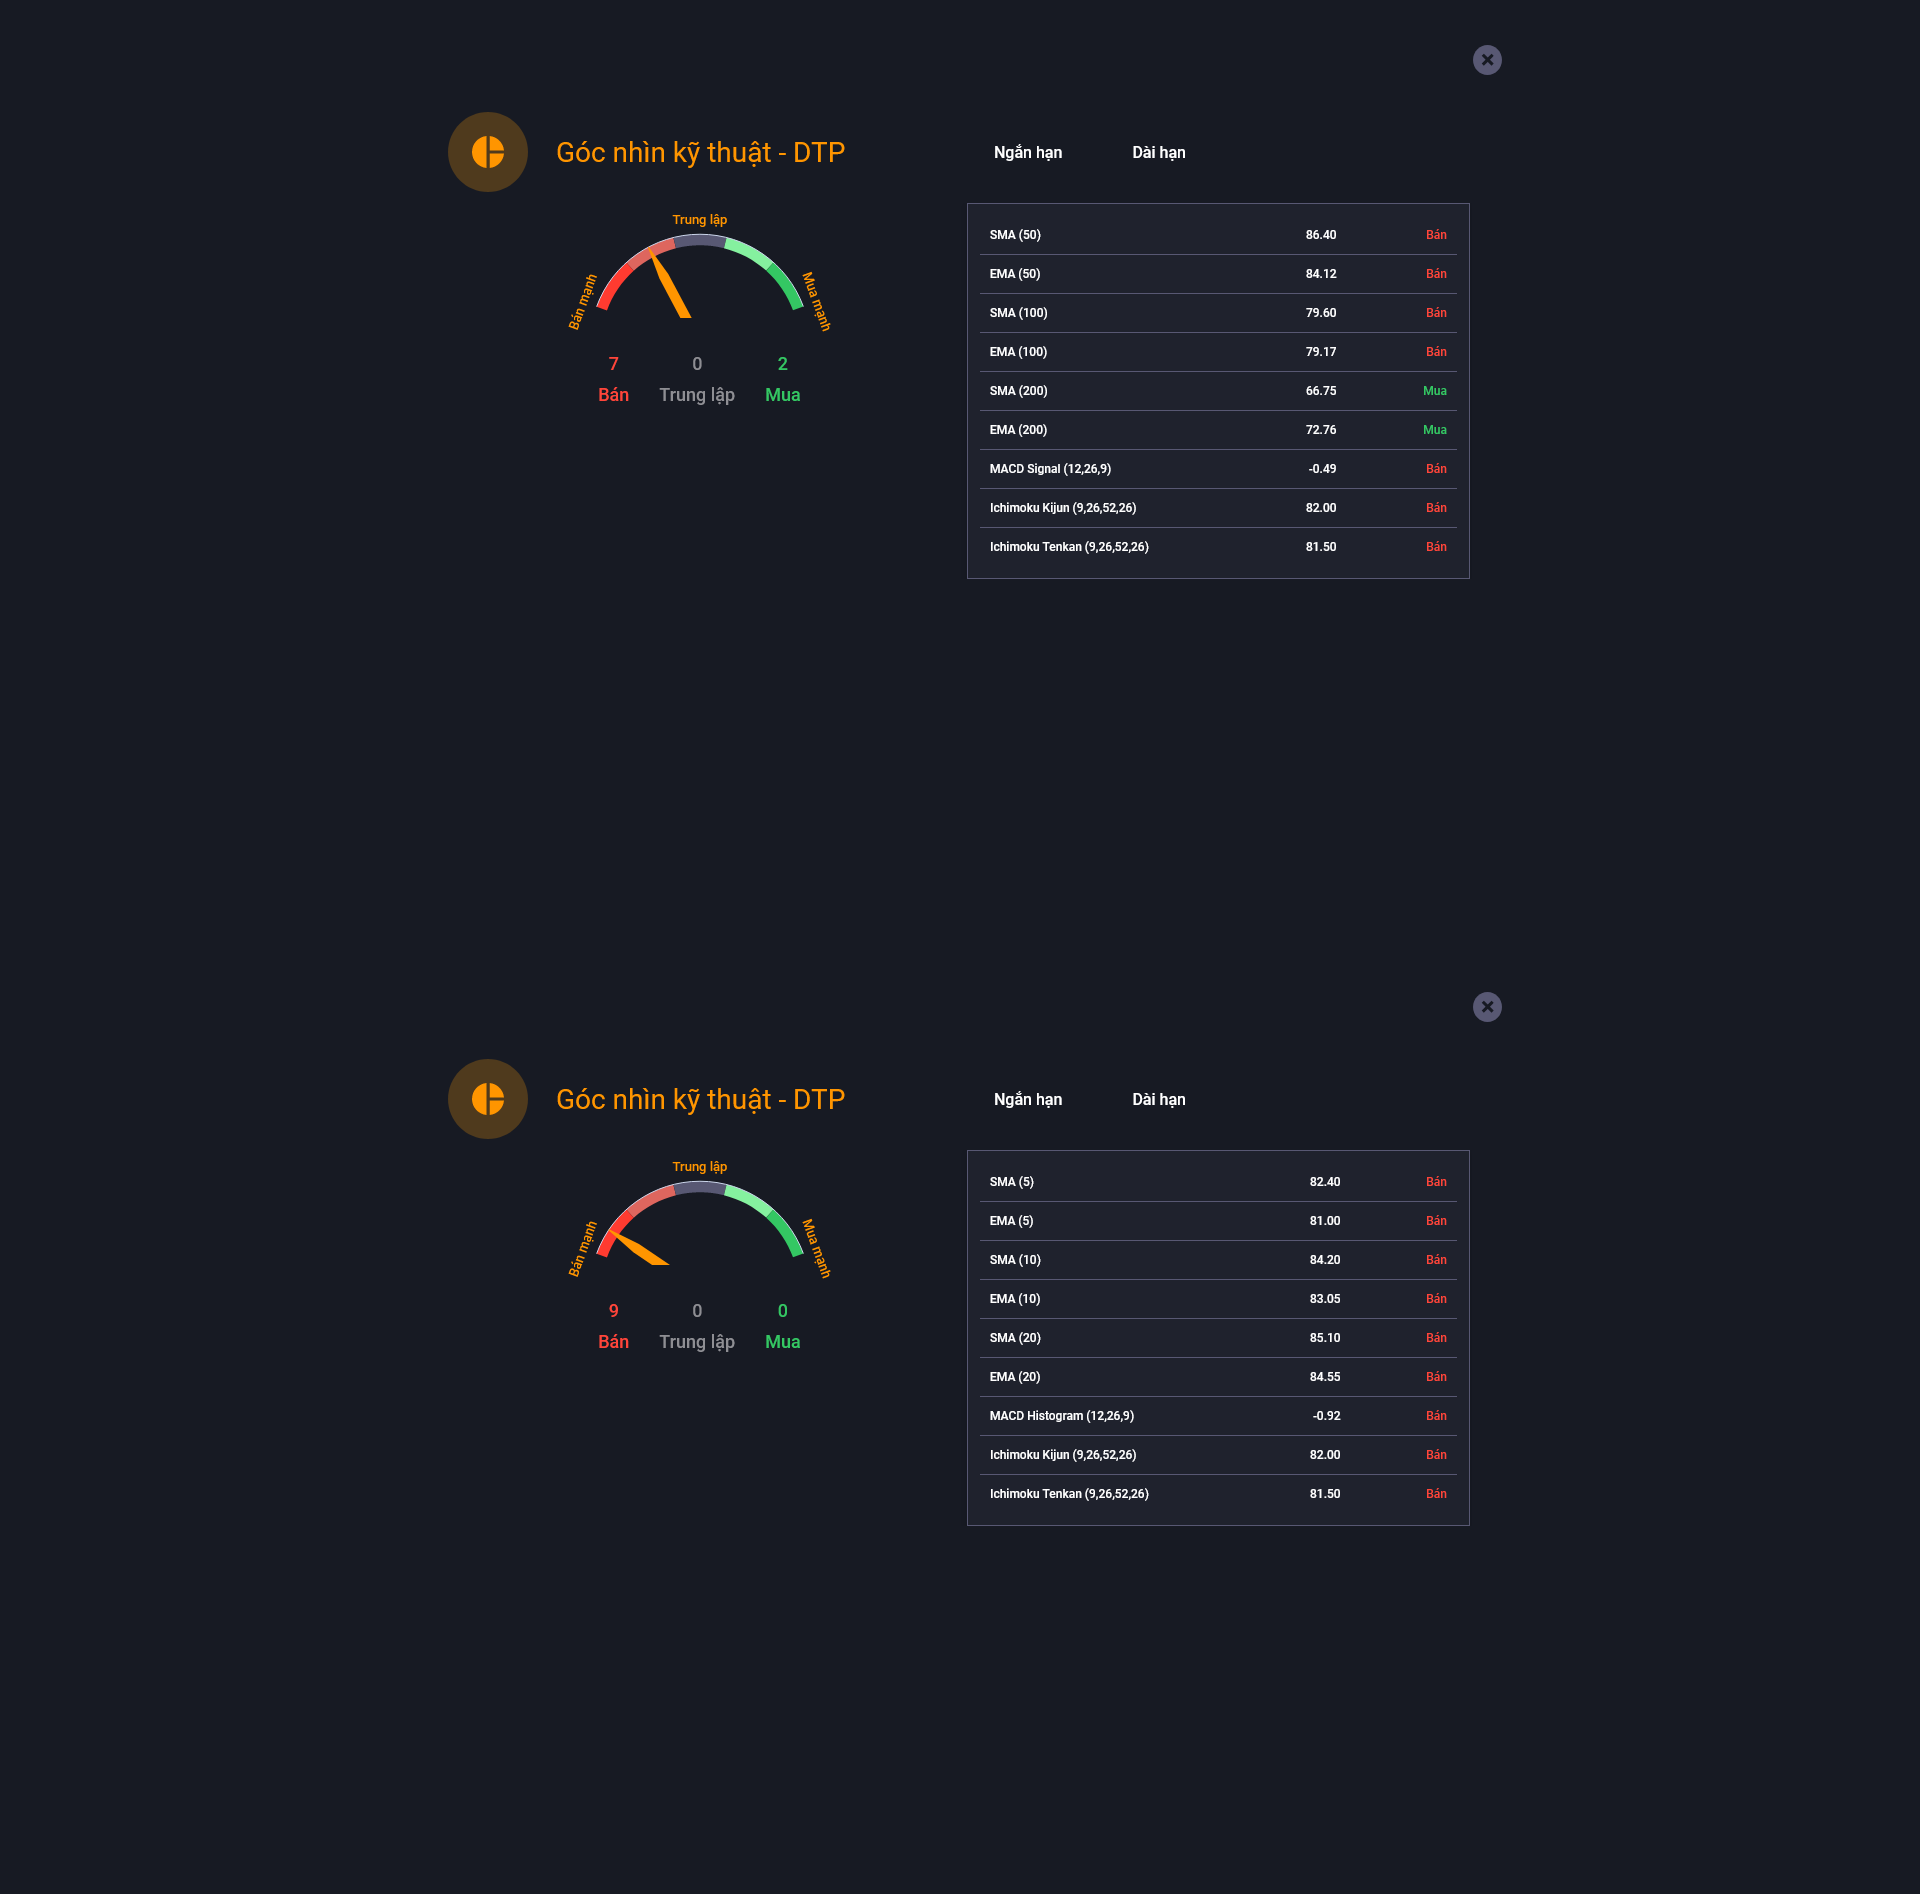 Góc nhìn kỹ thuật - DTP
Ngắn hạn Dài hạn
Trung lập
Bán mạnh
Mua mạnh
7 0 2
Bán Trung lập Mua
SMA (50) 86.40 Bán
EMA (50) 84.12 Bán
SMA (100) 79.60 Bán
EMA (100) 79.17 Bán
SMA (200) 66.75 Mua
EMA (200) 72.76 Mua
MACD Signal (12,26,9) -0.49 Bán
Ichimoku Kijun (9,26,52,26) 82.00 Bán
Ichimoku Tenkan (9,26,52,26) 81.50 Bán
Góc nhìn kỹ thuật - DTP
Ngắn hạn Dài hạn
Trung lập
Bán mạnh
Mua mạnh
9 0 0
Bán Trung lập Mua
SMA (5) 82.40 Bán
EMA (5) 81.00 Bán
SMA (10) 84.20 Bán
EMA (10) 83.05 Bán
SMA (20) 85.10 Bán
EMA (20) 84.55 Bán
MACD Histogram (12,26,9) -0.92 Bán
Ichimoku Kijun (9,26,52,26) 82.00 Bán
Ichimoku Tenkan (9,26,52,26) 81.50 Bán